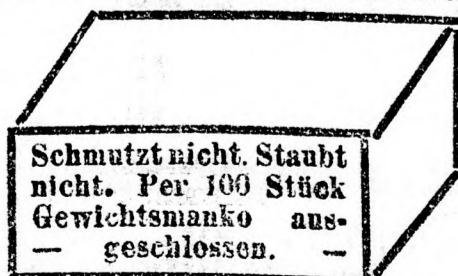 Schmutzt nicht. Staubt
nicht. Per 100 Stück
Gewichtsmanko aus-
— geschlossen. —